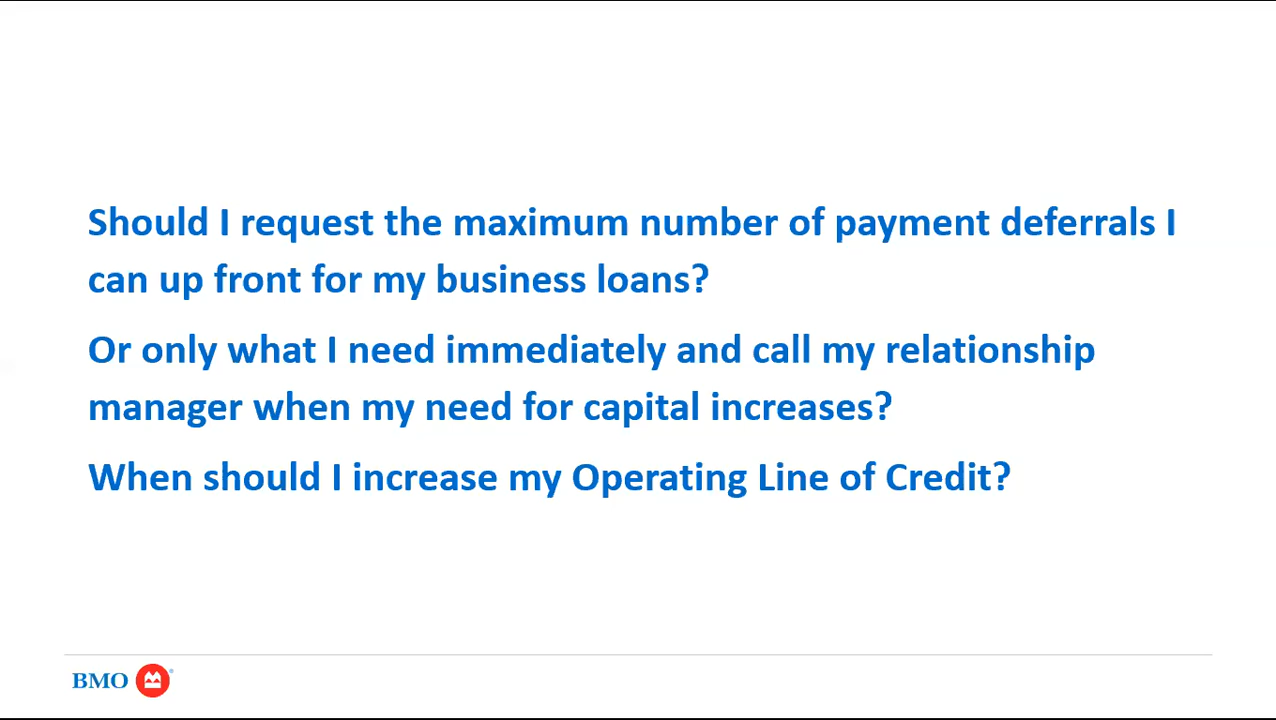 Should I request the maximum number of payment deferrals I
can up front for my business loans?
Or only what I need immediately and call my relationship
manager when my need for capital increases?
When should I increase my Operating Line of Credit?
BMO